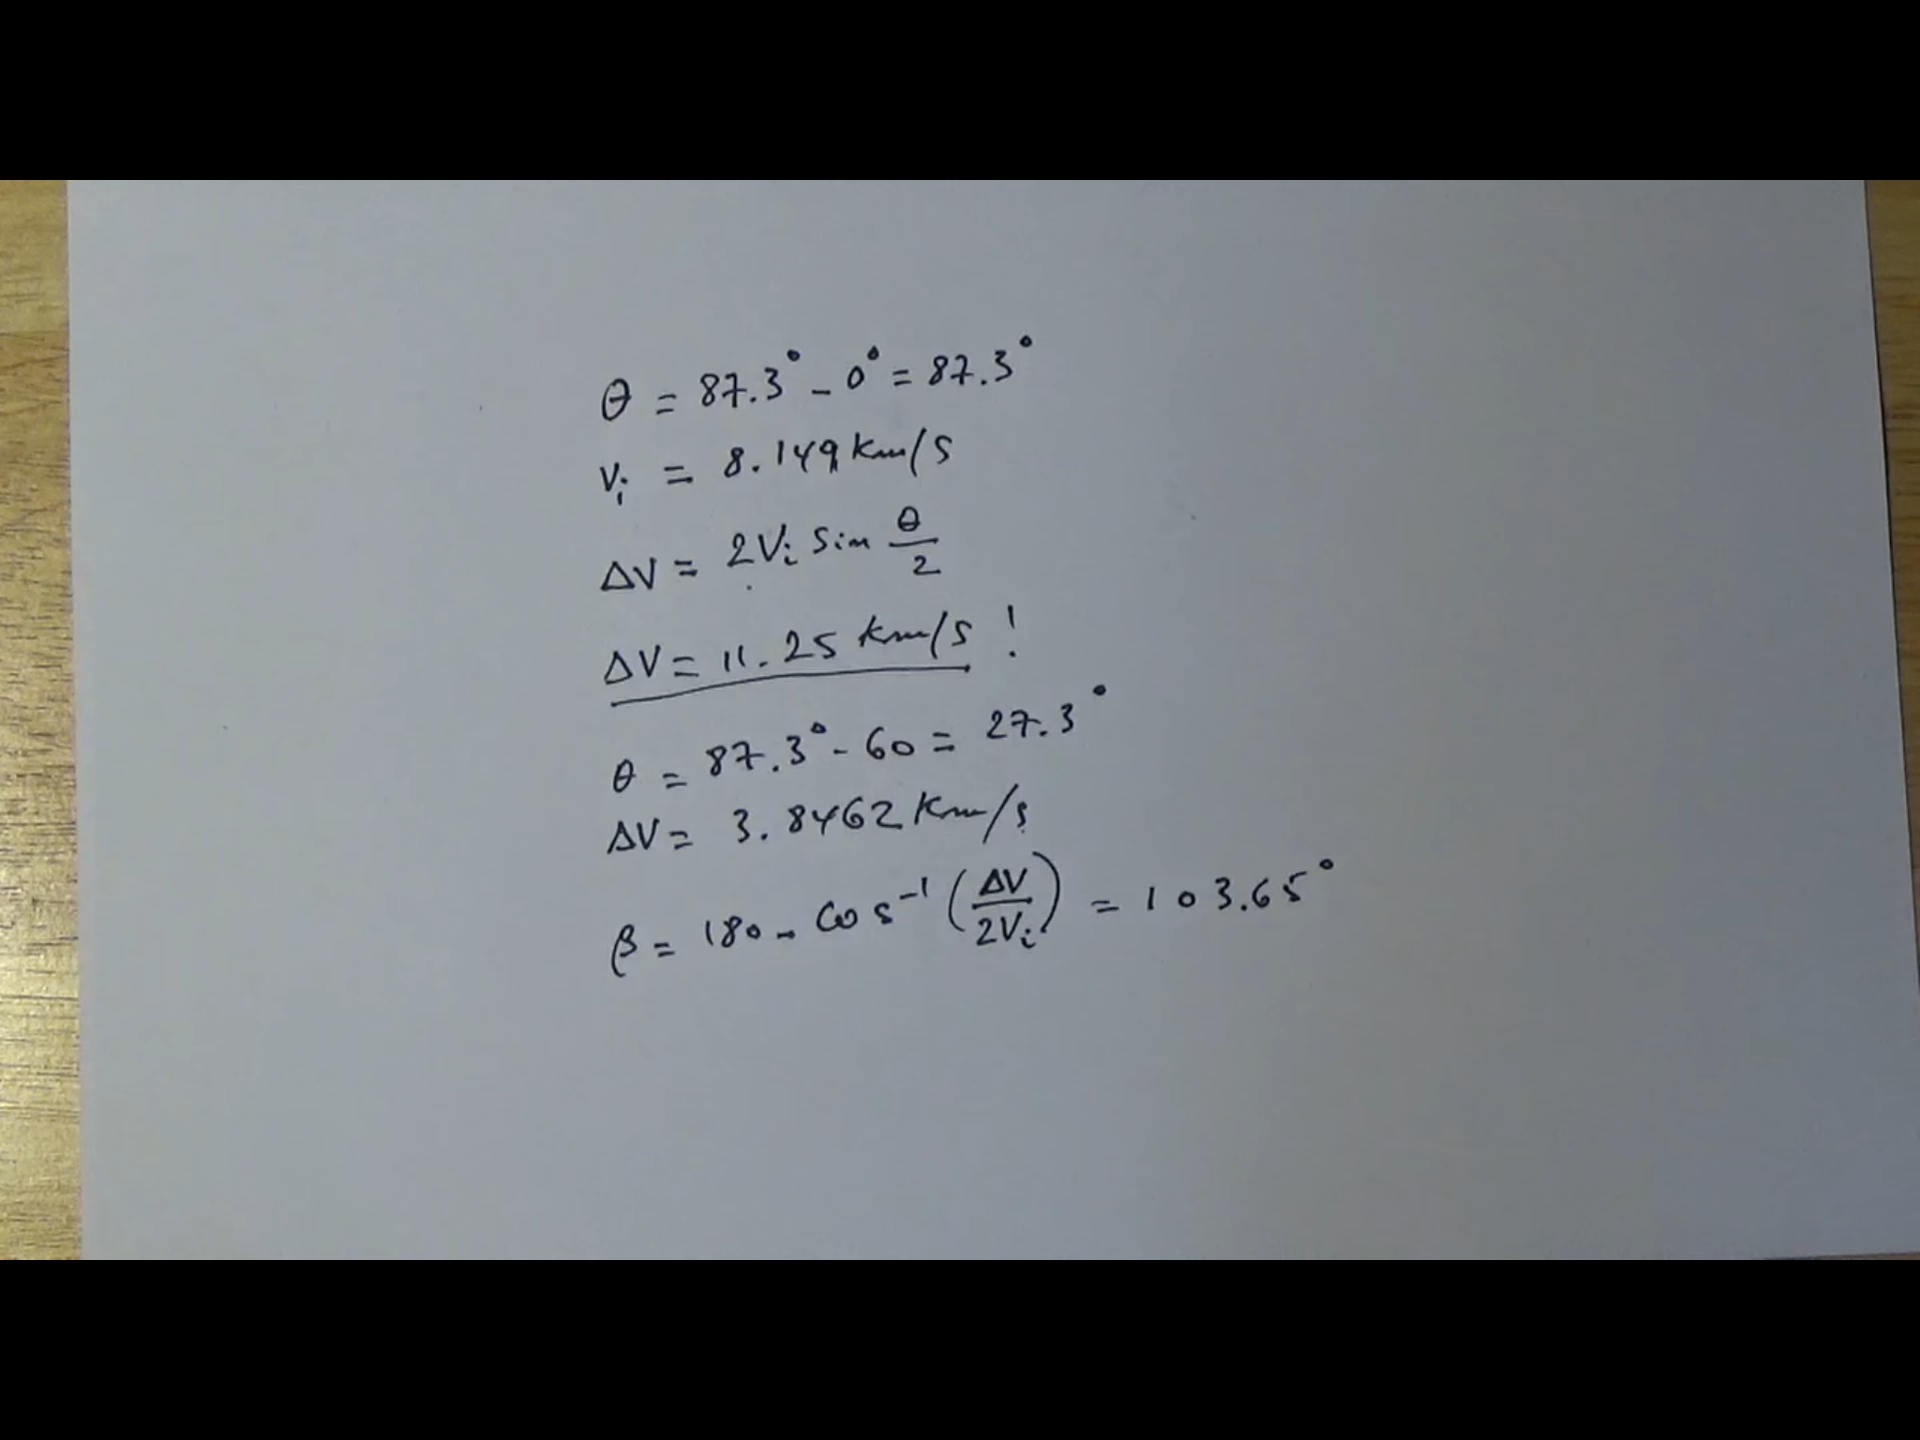 θ = 87.3° - 0° = 87.3°
Vi = 8.149 km/s
ΔV = 2Vi sin θ/2
ΔV = 11.25 km/s !
θ = 87.3° - 60 = 27.3°
ΔV = 3.8462 km/s
β = 180 - cos⁻¹ (ΔV/2Vi) = 103.65°